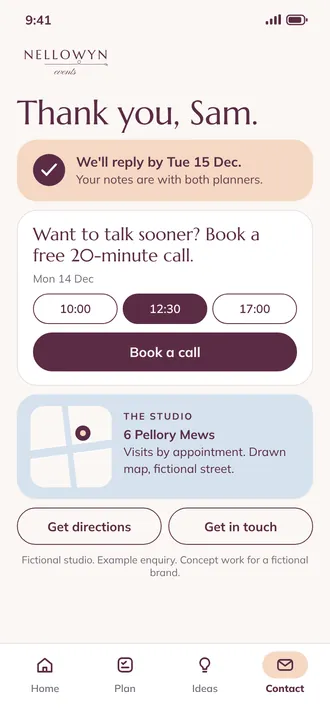 9:41
NELLOWYN
events
Thank you, Sam.
We'll reply by Tue 15 Dec.
Your notes are with both planners.
Want to talk sooner? Book a
free 20-minute call.
Mon 14 Dec
10:00
12:30
17:00
Book a call
THE STUDIO
6 Pellory Mews
Visits by appointment. Drawn
map, fictional street.
Get directions
Get in touch
Fictional studio. Example enquiry. Concept work for a fictional
brand.
Home
Plan
Ideas
Contact